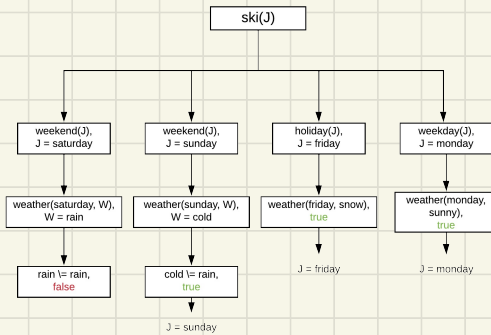 ski(J)
weekend(J),
J = saturday
weekend(J),
J = sunday
holiday(J),
J = friday
weekday(J),
J = monday
weather(saturday, W),
W = rain
weather(sunday, W),
W = cold
weather(friday, snow),
true
weather(monday,
sunny),
true
rain \= rain,
false
cold \= rain,
true
J = friday
J = monday
J = sunday